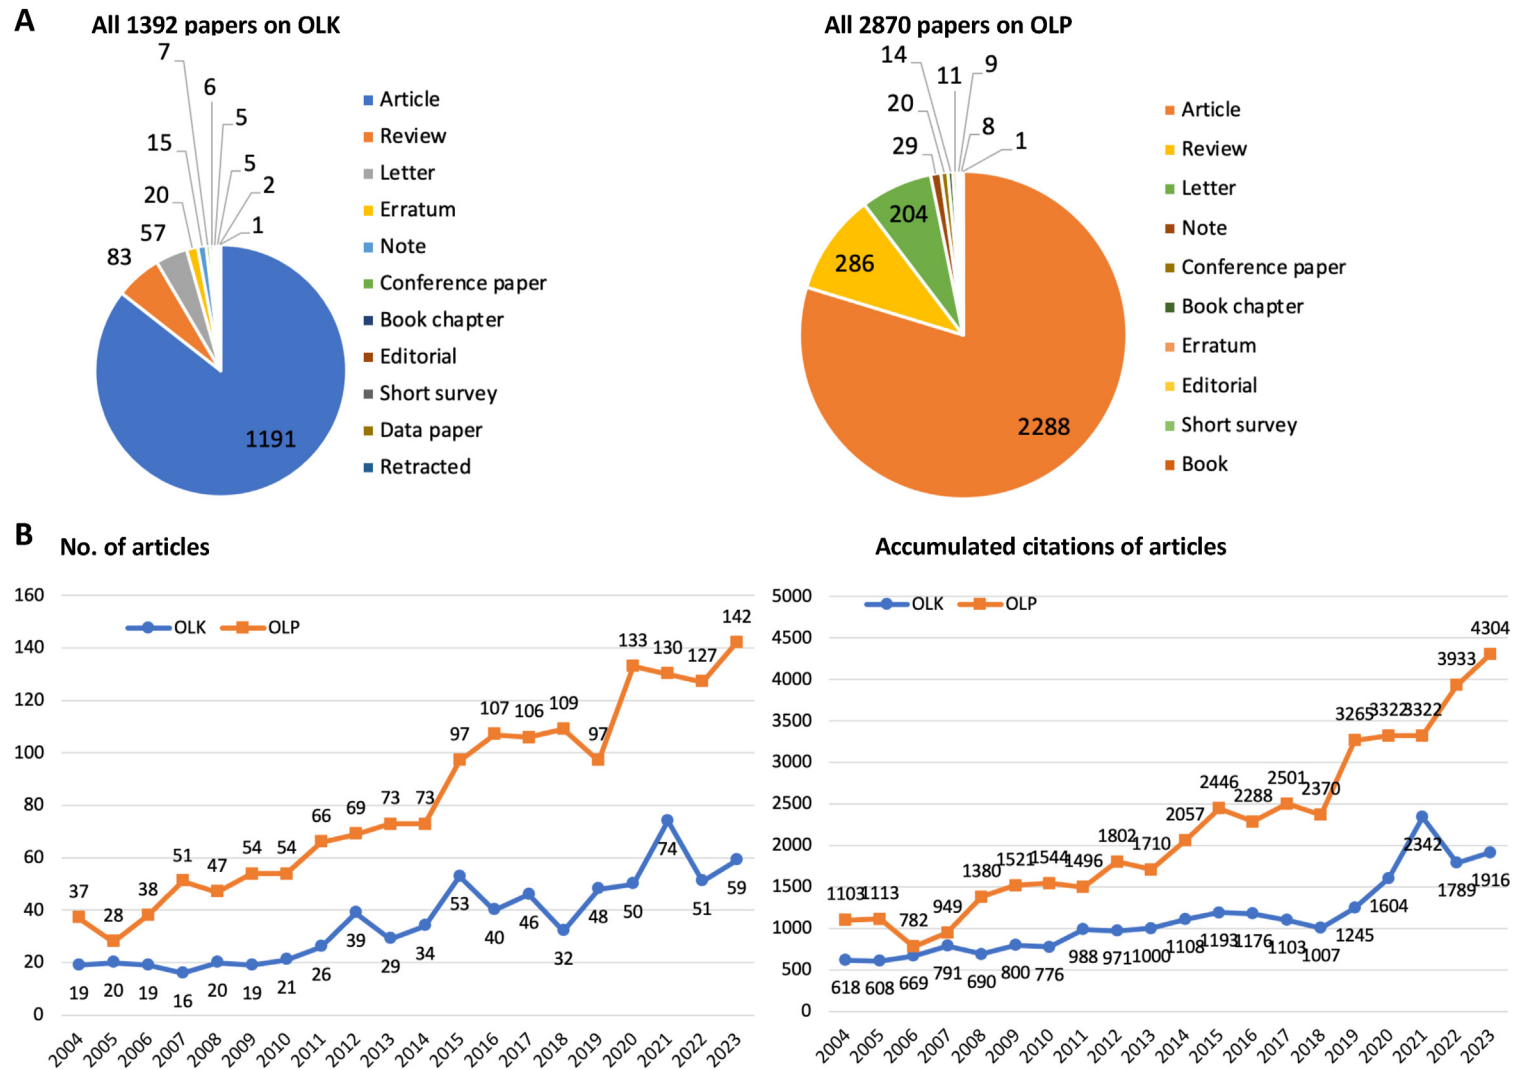 A
All 1392 papers on OLK
7
6
5
15
5
20
2
57
1
83
1191
Article
Review
Letter
Erratum
Note
Conference paper
Book chapter
Editorial
Short survey
Data paper
Retracted
All 2870 papers on OLP
14
9
11
20
8
29
1
204
286
2288
Article
Review
Letter
Note
Conference paper
Book chapter
Erratum
Editorial
Short survey
Book
B
No. of articles
OLK OLP
160
140
120
100
80
60
40
20
0
37 28 38 51 47 54 54 66 69 73 73 97 107 106 109 97 133 130 127 142
19 20 19 16 20 19 21 26 39 29 34 53 40 46 32 48 50 74 51 59
2004 2005 2006 2007 2008 2009 2010 2011 2012 2013 2014 2015 2016 2017 2018 2019 2020 2021 2022 2023
Accumulated citations of articles
OLK OLP
5000
4500
4000
3500
3000
2500
2000
1500
1000
500
0
1103 1113 782 949 1380 1521 1544 1496 1802 1710 2057 2446 2288 2501 2370 3265 3322 3322 3933 4304
618 608 669 791 690 800 776 988 971 1000 1108 1193 1176 1103 1007 1245 1604 2342 1789 1916
2004 2005 2006 2007 2008 2009 2010 2011 2012 2013 2014 2015 2016 2017 2018 2019 2020 2021 2022 2023